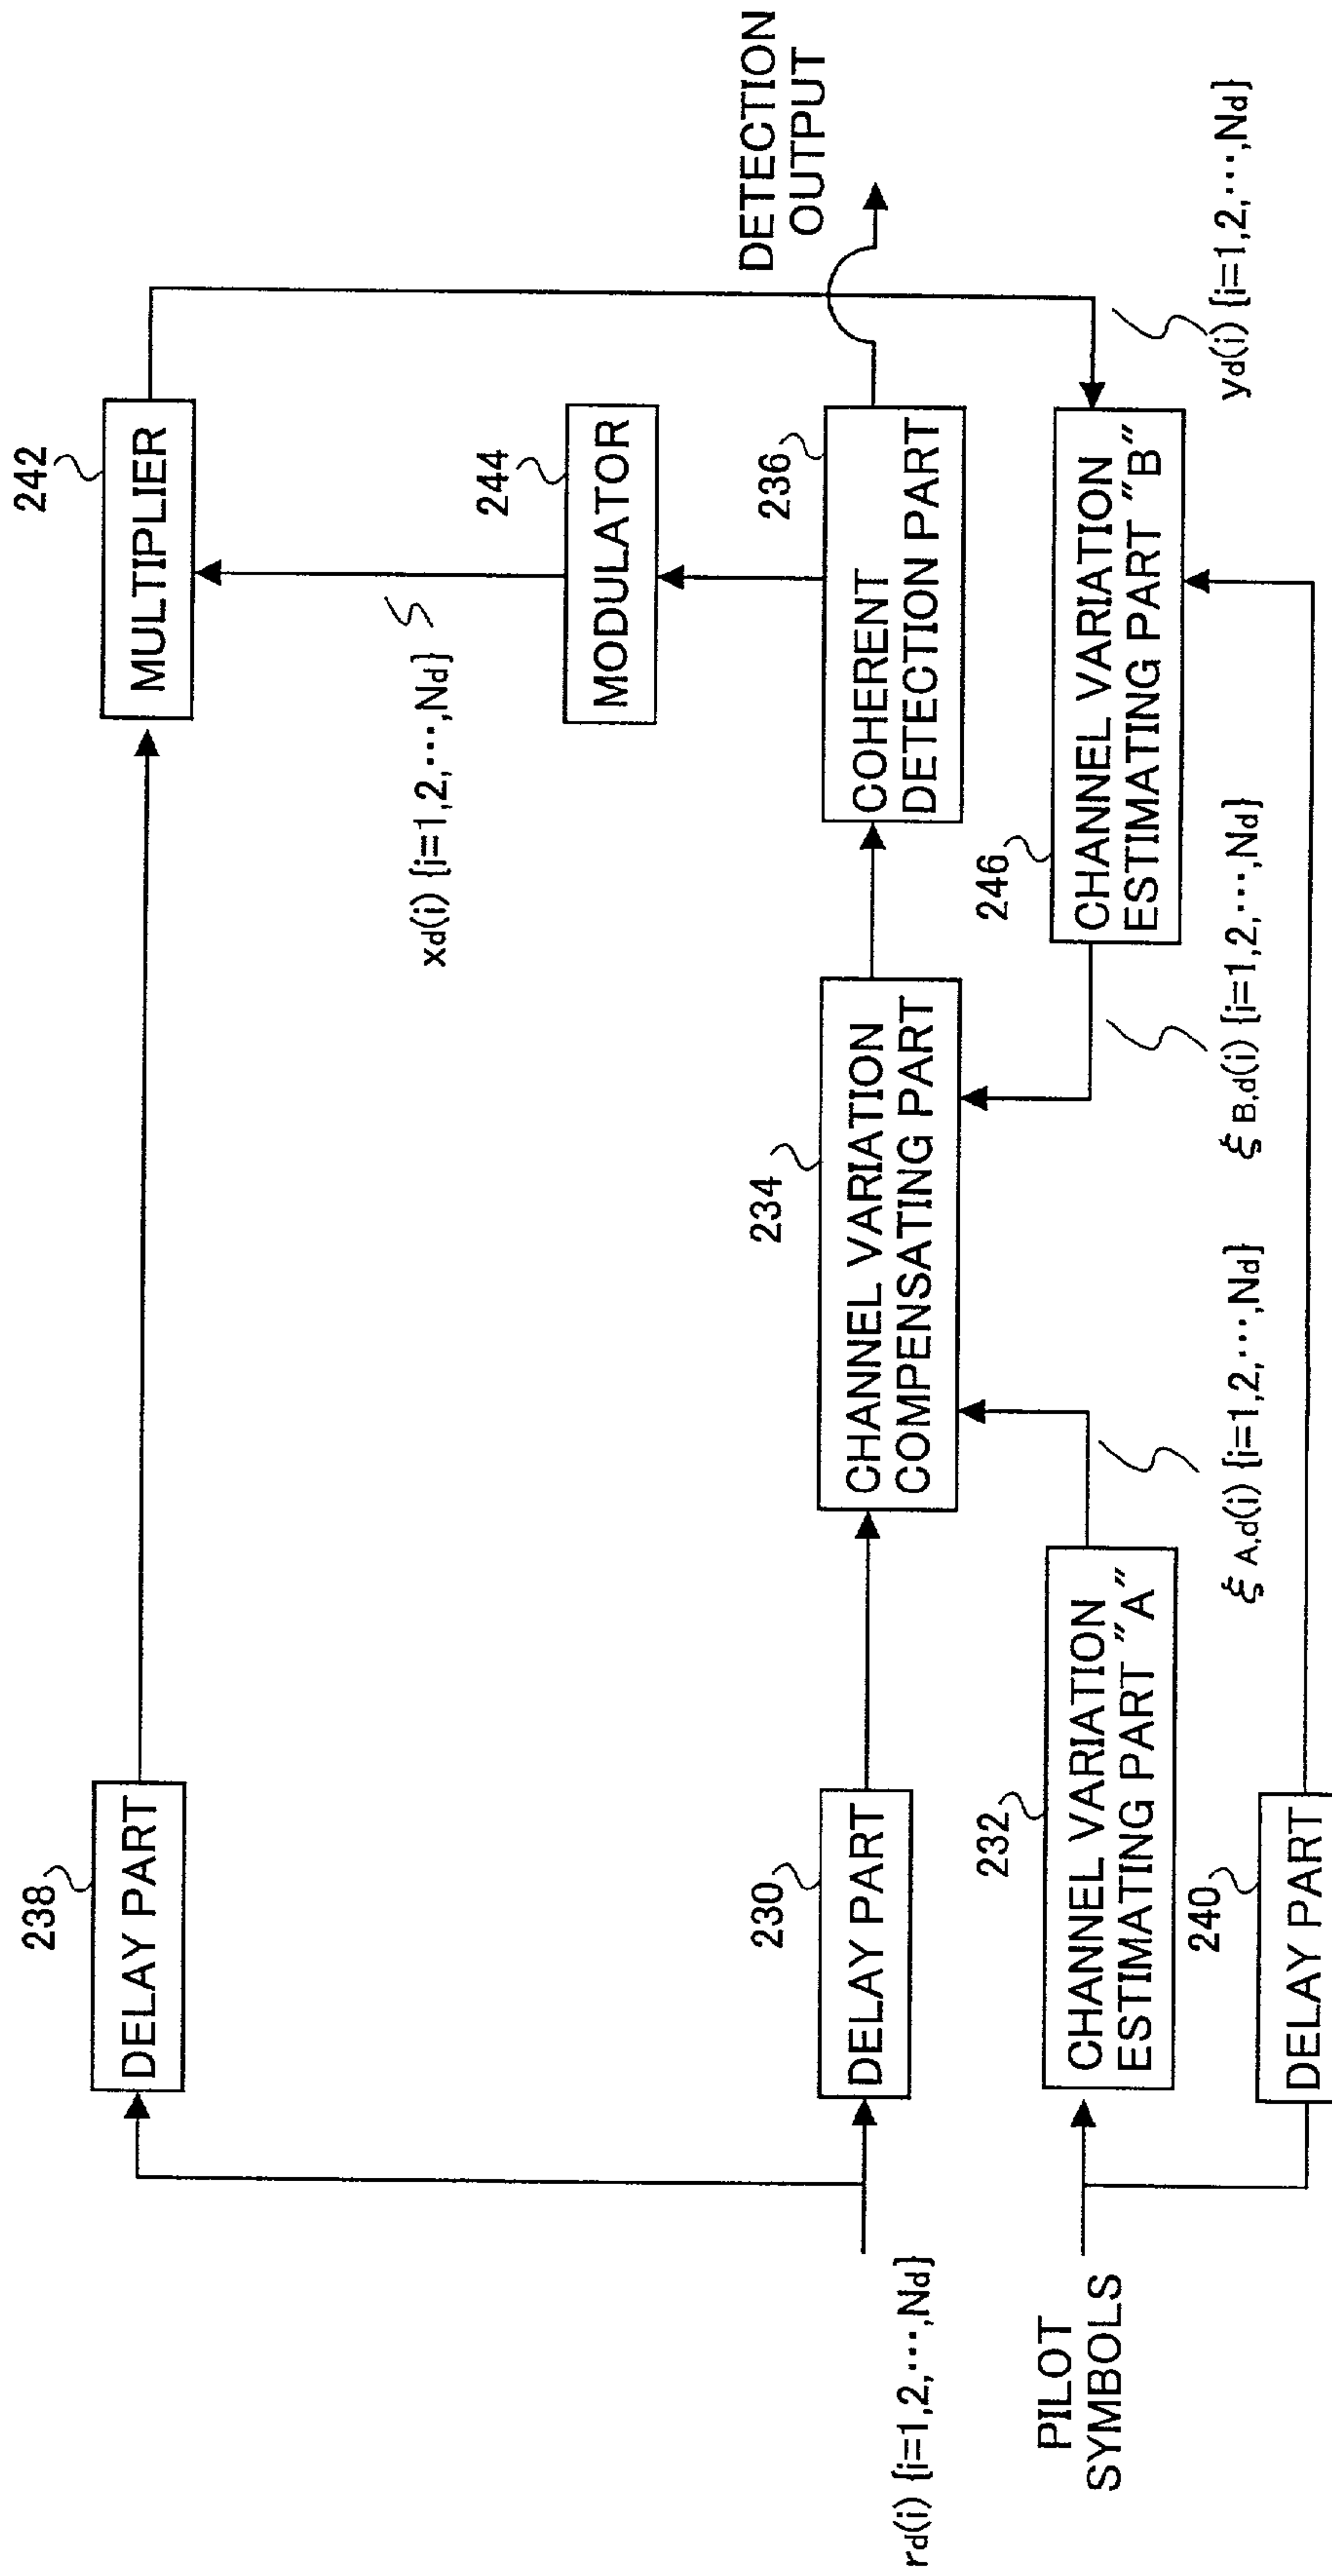 238
DELAY PART
242
MULTIPLIER
xd(i) {i=1,2,···,Nd}
244
MODULATOR
DETECTION
OUTPUT
rd(i) {i=1,2,···,Nd}
230
DELAY PART
234
CHANNEL VARIATION
COMPENSATING PART
236
COHERENT
DETECTION PART
PILOT
SYMBOLS
232
CHANNEL VARIATION
ESTIMATING PART "A"
246
CHANNEL VARIATION
ESTIMATING PART "B"
yd(i) {i=1,2,···,Nd}
240
DELAY PART
ξA,d(i) {i=1,2,···,Nd}
ξB,d(i) {i=1,2,···,Nd}